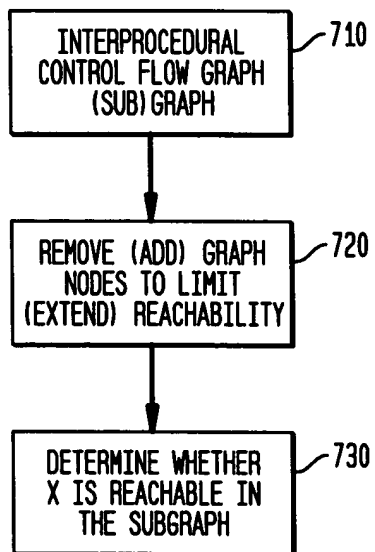 INTERPROCEDURAL
CONTROL FLOW GRAPH
(SUB)GRAPH
710
REMOVE (ADD) GRAPH
NODES TO LIMIT
(EXTEND) REACHABILITY
720
DETERMINE WHETHER
X IS REACHABLE IN
THE SUBGRAPH
730